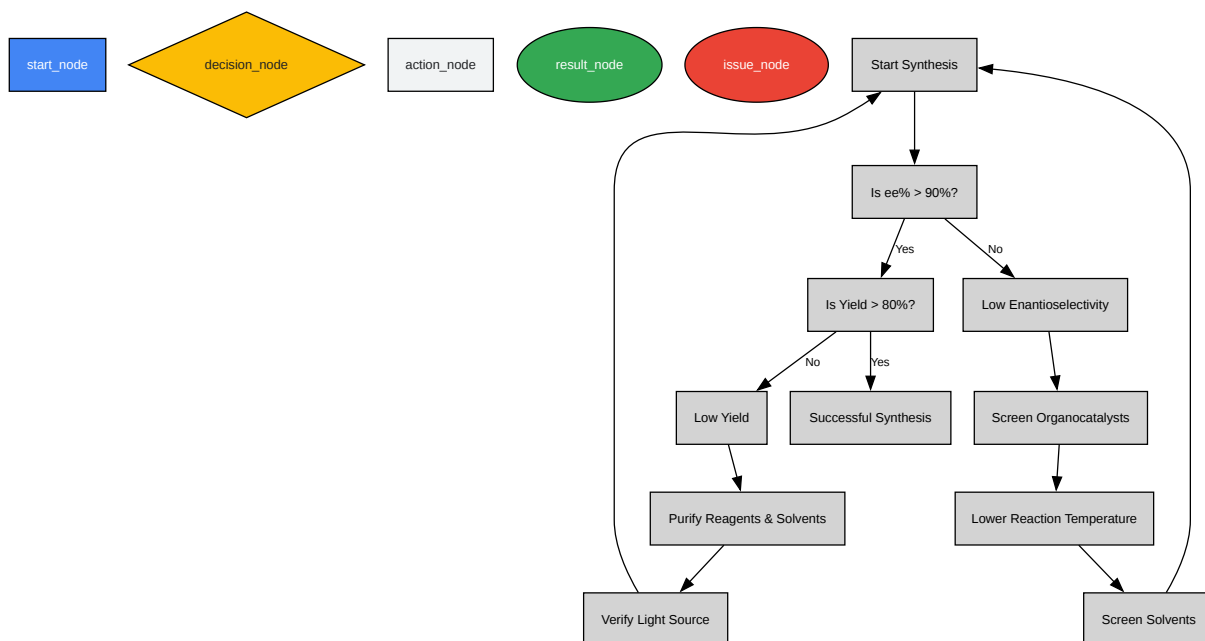 start_node
decision_node
action_node
result_node
issue_node
Start Synthesis
Is ee% > 90%?
Yes
No
Is Yield > 80%?
Low Enantioselectivity
No
Yes
Low Yield
Successful Synthesis
Screen Organocatalysts
Purify Reagents & Solvents
Lower Reaction Temperature
Verify Light Source
Screen Solvents